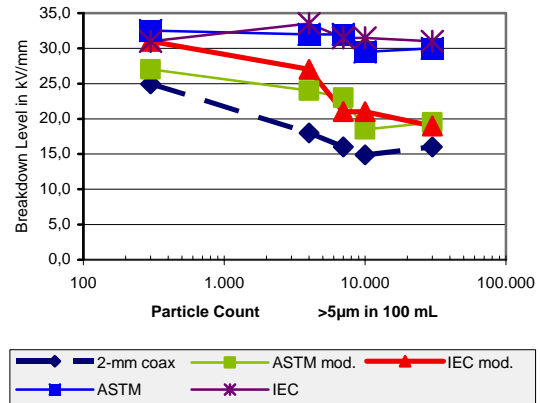 Breakdown Level in kV/mm
35,0
30,0
25,0
20,0
15,0
10,0
5,0
0,0
100 1.000 10.000 100.000
Particle Count >5µm in 100 mL
2-mm coax ASTM mod. IEC mod.
ASTM IEC